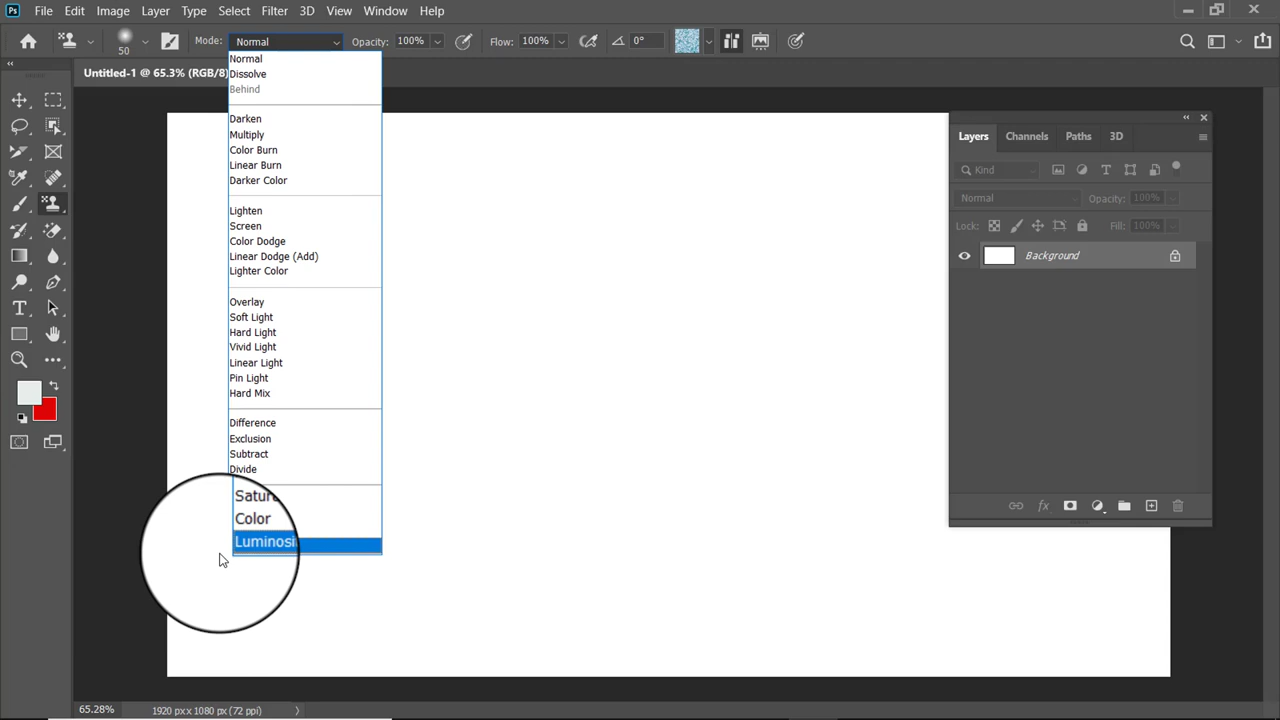 Ps File Edit Image Layer Type Select Filter 3D View Window Help
50 Mode: Normal Opacity: 100% Flow: 100% 0°
Untitled-1 @ 65.3% (RGB/8)
Normal
Dissolve
Behind
Darken
Multiply
Color Burn
Linear Burn
Darker Color
Lighten
Screen
Color Dodge
Linear Dodge (Add)
Lighter Color
Overlay
Soft Light
Hard Light
Vivid Light
Linear Light
Pin Light
Hard Mix
Difference
Exclusion
Subtract
Divide
Satur
Color
Luminosi
Layers Channels Paths 3D
Kind
Normal Opacity: 100%
Lock: Fill: 100%
Background
fx
65.28% 1920 px x 1080 px (72 ppi)